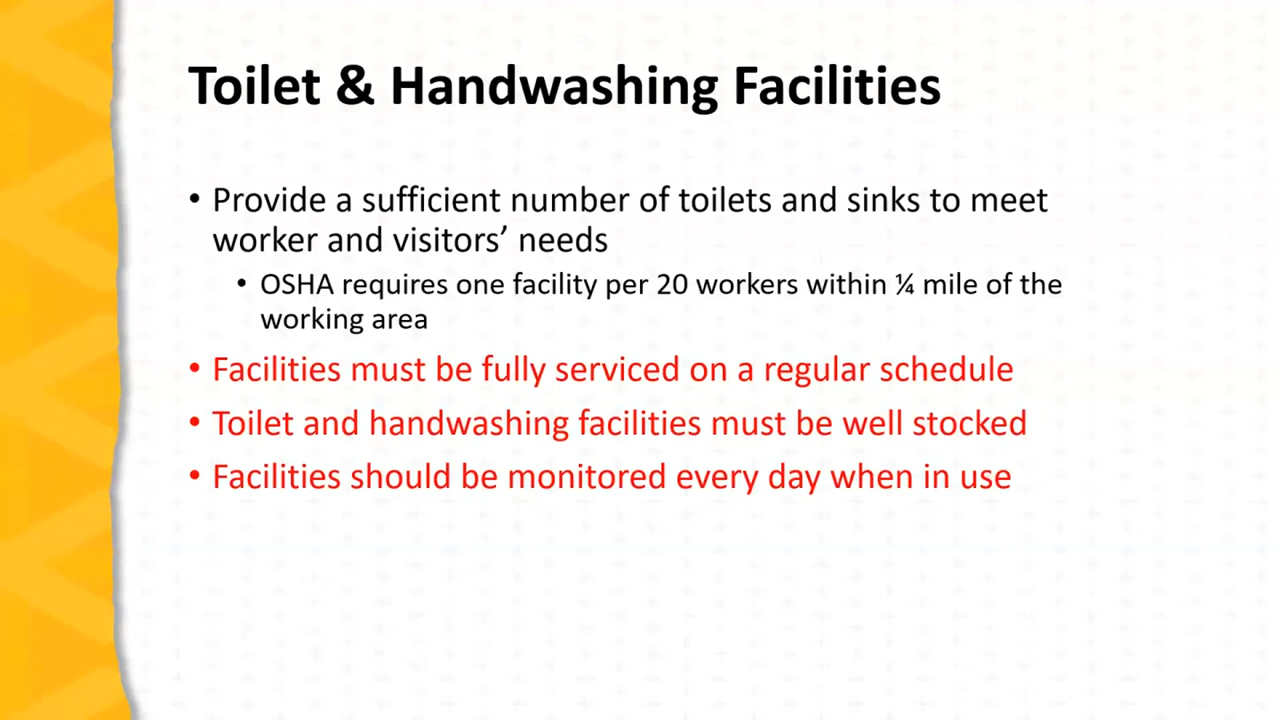 Toilet & Handwashing Facilities
• Provide a sufficient number of toilets and sinks to meet
worker and visitors’ needs
• OSHA requires one facility per 20 workers within ¼ mile of the
working area
• Facilities must be fully serviced on a regular schedule
• Toilet and handwashing facilities must be well stocked
• Facilities should be monitored every day when in use